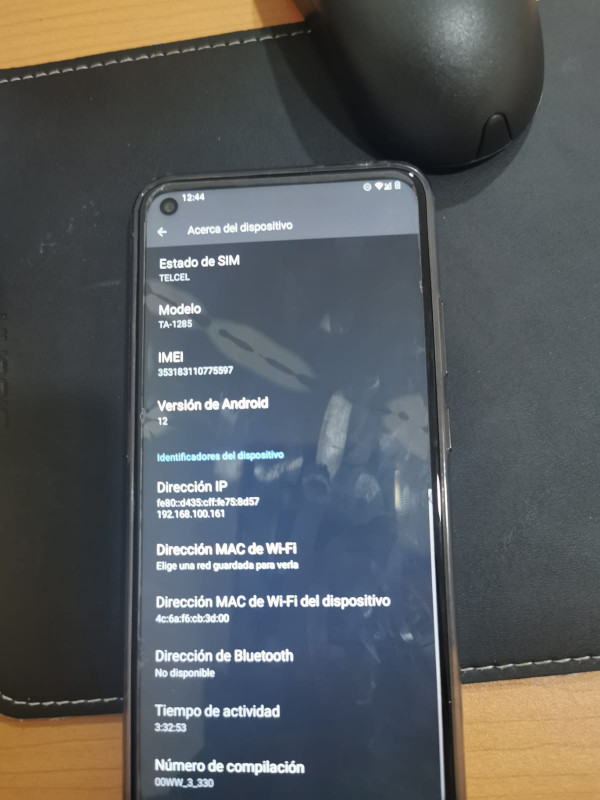 12:44
Acerca del dispositivo
Estado de SIM
TELCEL
Modelo
TA-1285
IMEI
353183110775597
Versión de Android
12
Identificadores del dispositivo
Dirección IP
fe80::d435:cff:fe75:8d57
192.168.100.161
Dirección MAC de Wi-Fi
Elige una red guardada para verla
Dirección MAC de Wi-Fi del dispositivo
4c:6a:f6:cb:3d:00
Dirección de Bluetooth
No disponible
Tiempo de actividad
3:32:53
Número de compilación
00WW_3_330